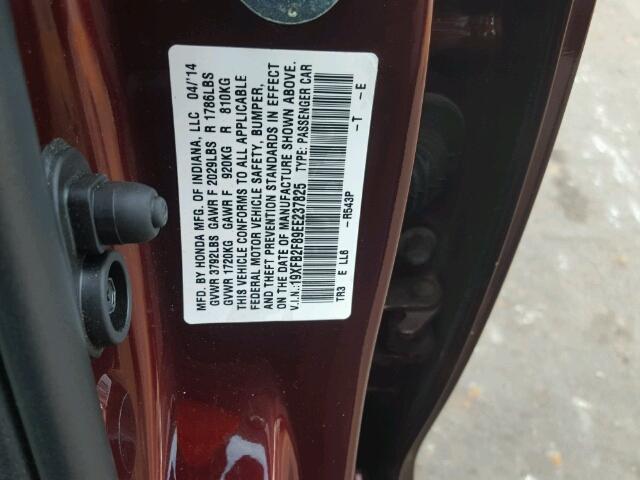 MFD. BY HONDA MFG. OF INDIANA, LLC 04/'14
GVWR 3792LBS GAWR F 2029LBS R 1786LBS
GVWR 1720KG GAWR F 920KG R 810KG
THIS VEHICLE CONFORMS TO ALL APPLICABLE
FEDERAL MOTOR VEHICLE SAFETY, BUMPER,
AND THEFT PREVENTION STANDARDS IN EFFECT
ON THE DATE OF MANUFACTURE SHOWN ABOVE.
V.I.N.:19XFB2F89EE237825 TYPE: PASSENGER CAR
TR3 E LL6 -R543P -T -E